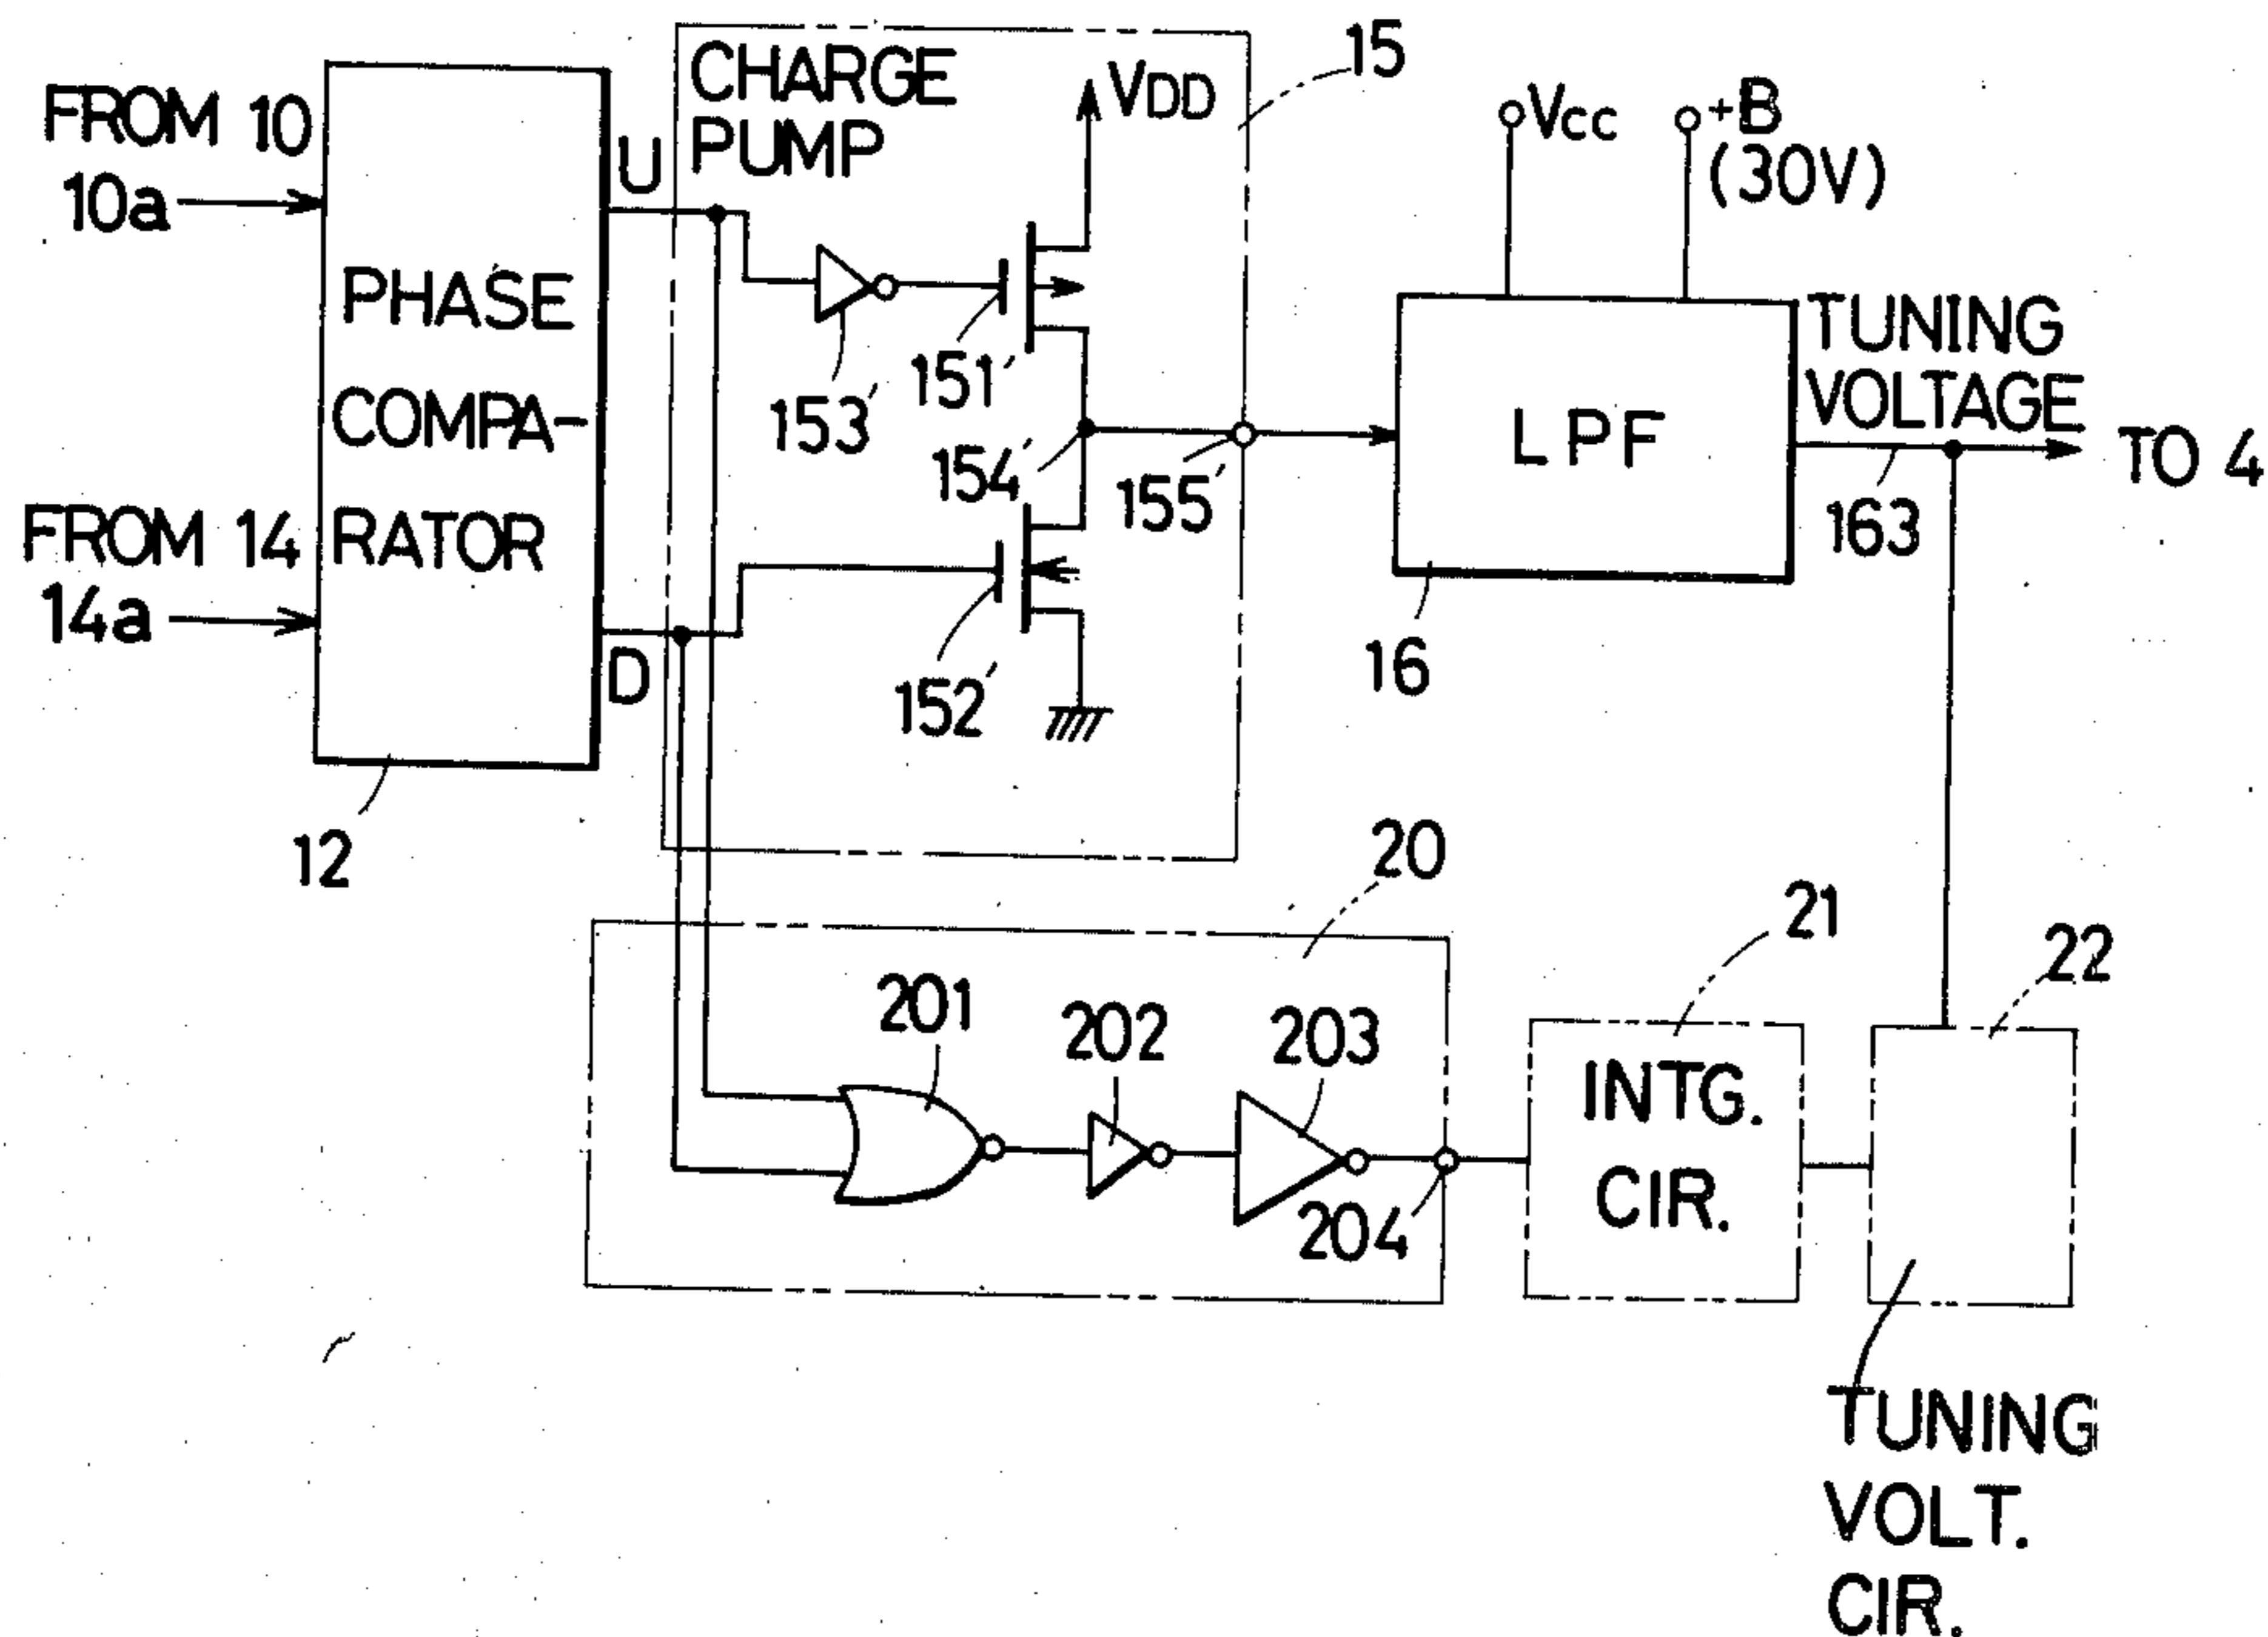 FROM 10
10a
FROM 14
14a
PHASE
COMPA-
RATOR
12
U
D
CHARGE
PUMP
VDD
15
153'
151'
154'
155'
152'
Vcc
+B
(30V)
LPF
16
TUNING
VOLTAGE
163
TO 4
20
201
202
203
204
21
INTG.
CIR.
22
TUNING
VOLT.
CIR.